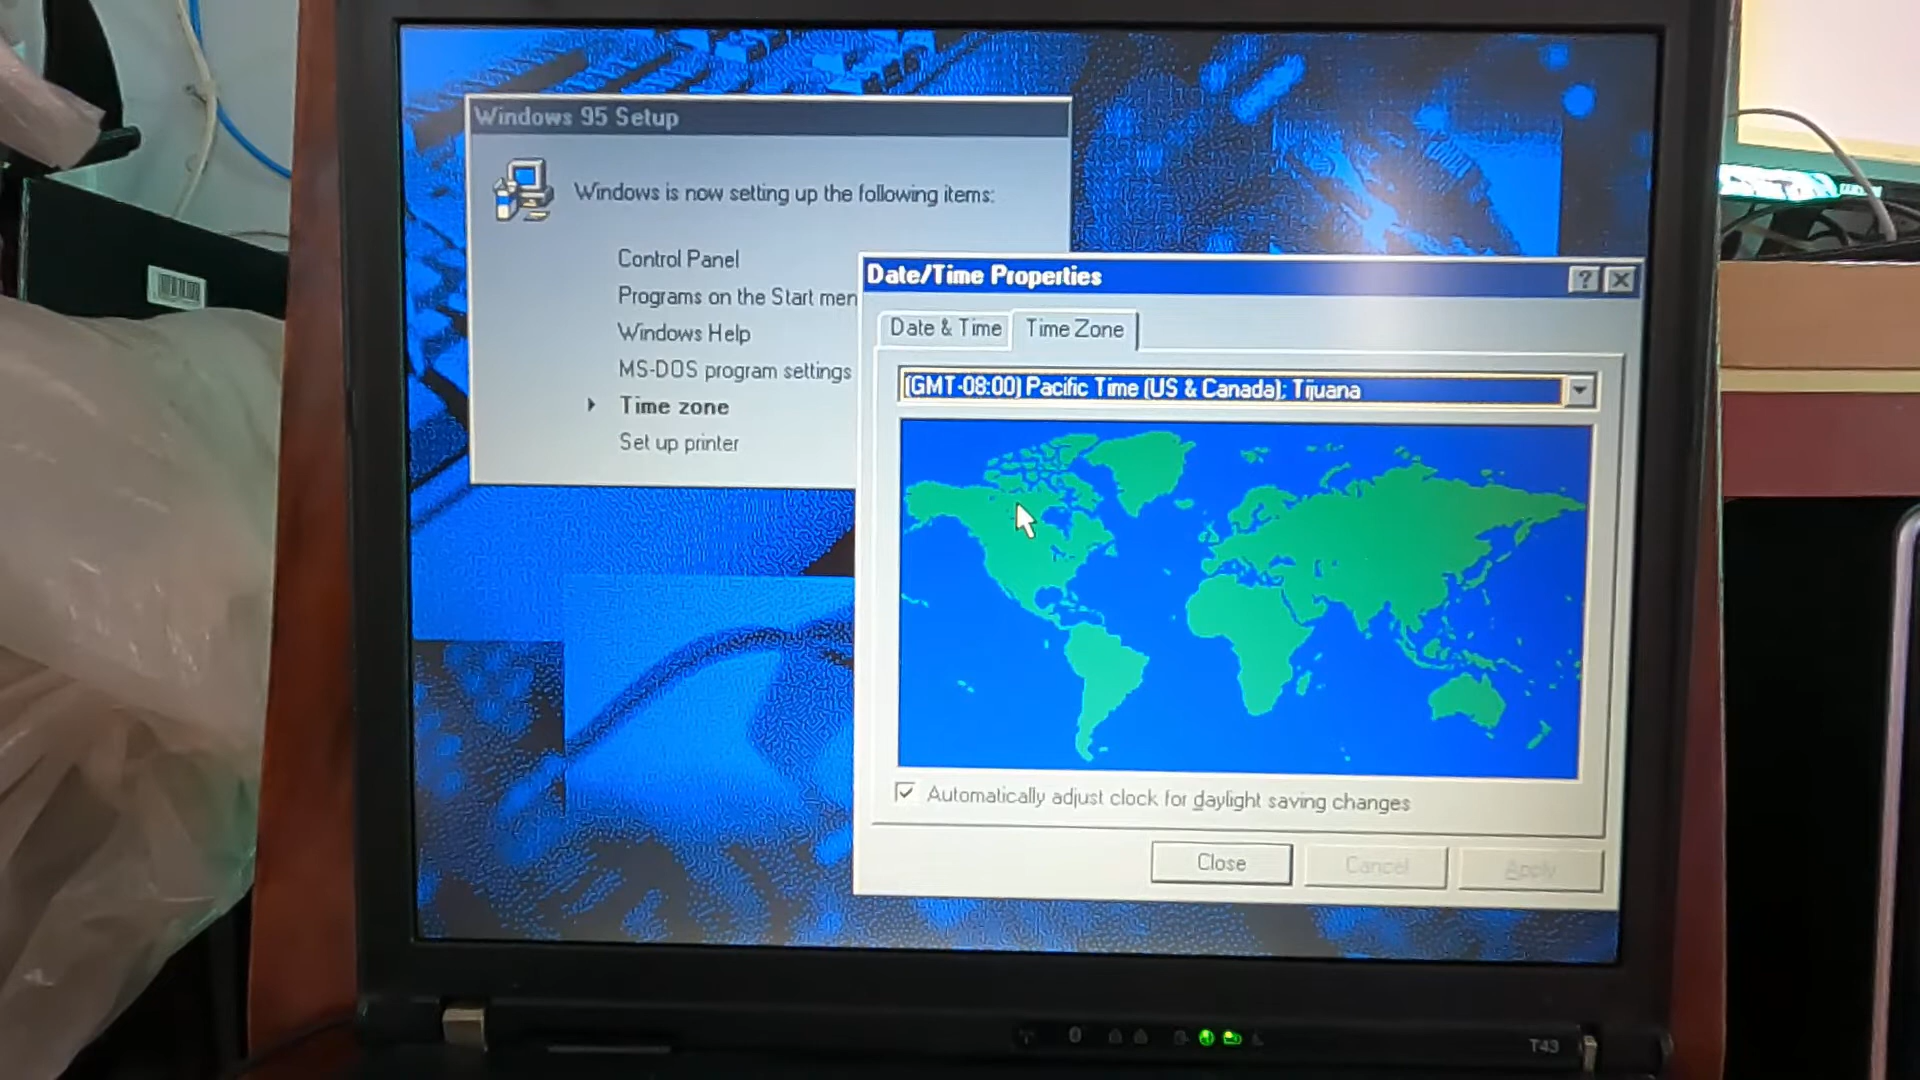 Windows 95 Setup
Windows is now setting up the following items:
Control Panel
Programs on the Start men
Windows Help
MS-DOS program settings
Time zone
Set up printer
Date/Time Properties
?
Date & Time
Time Zone
(GMT-08:00) Pacific Time (US & Canada); Tijuana
Automatically adjust clock for daylight saving changes
Close
Cancel
Apply
T43